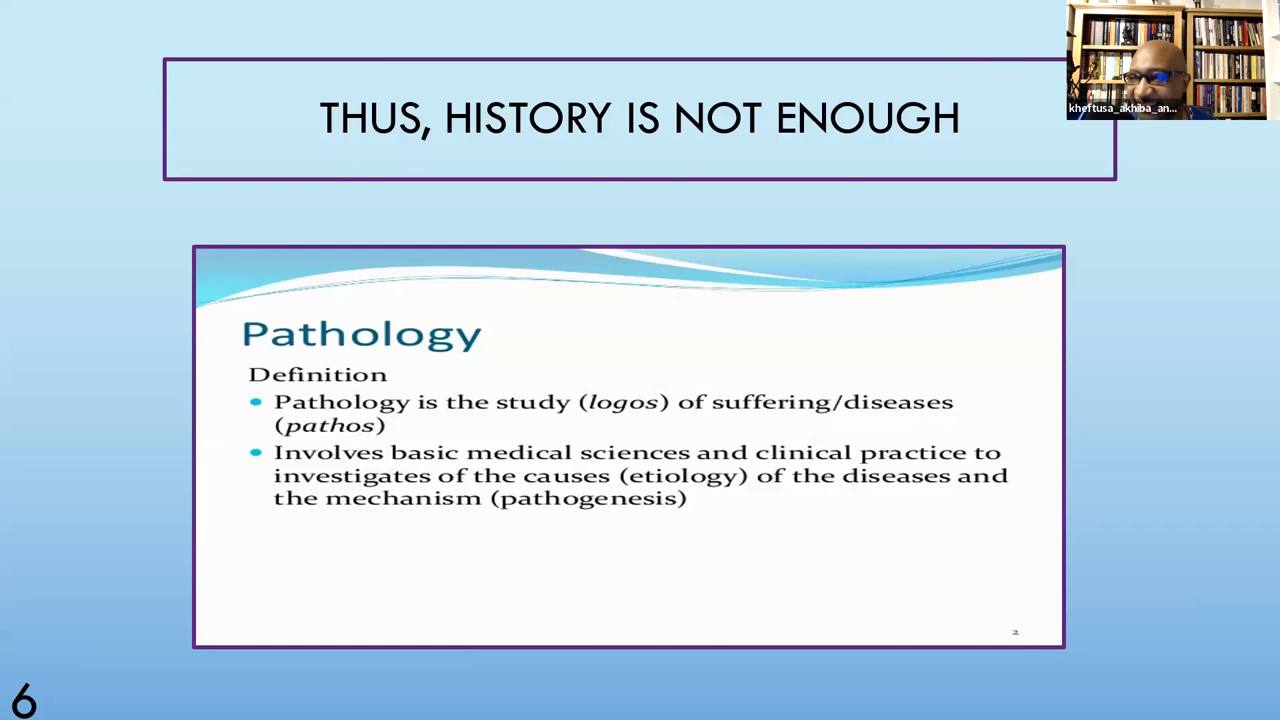 THUS, HISTORY IS NOT ENOUGH
kheftusa_akhiba_an...
Pathology
Definition
Pathology is the study (logos) of suffering/diseases
(pathos)
Involves basic medical sciences and clinical practice to
investigates of the causes (etiology) of the diseases and
the mechanism (pathogenesis)
2
6